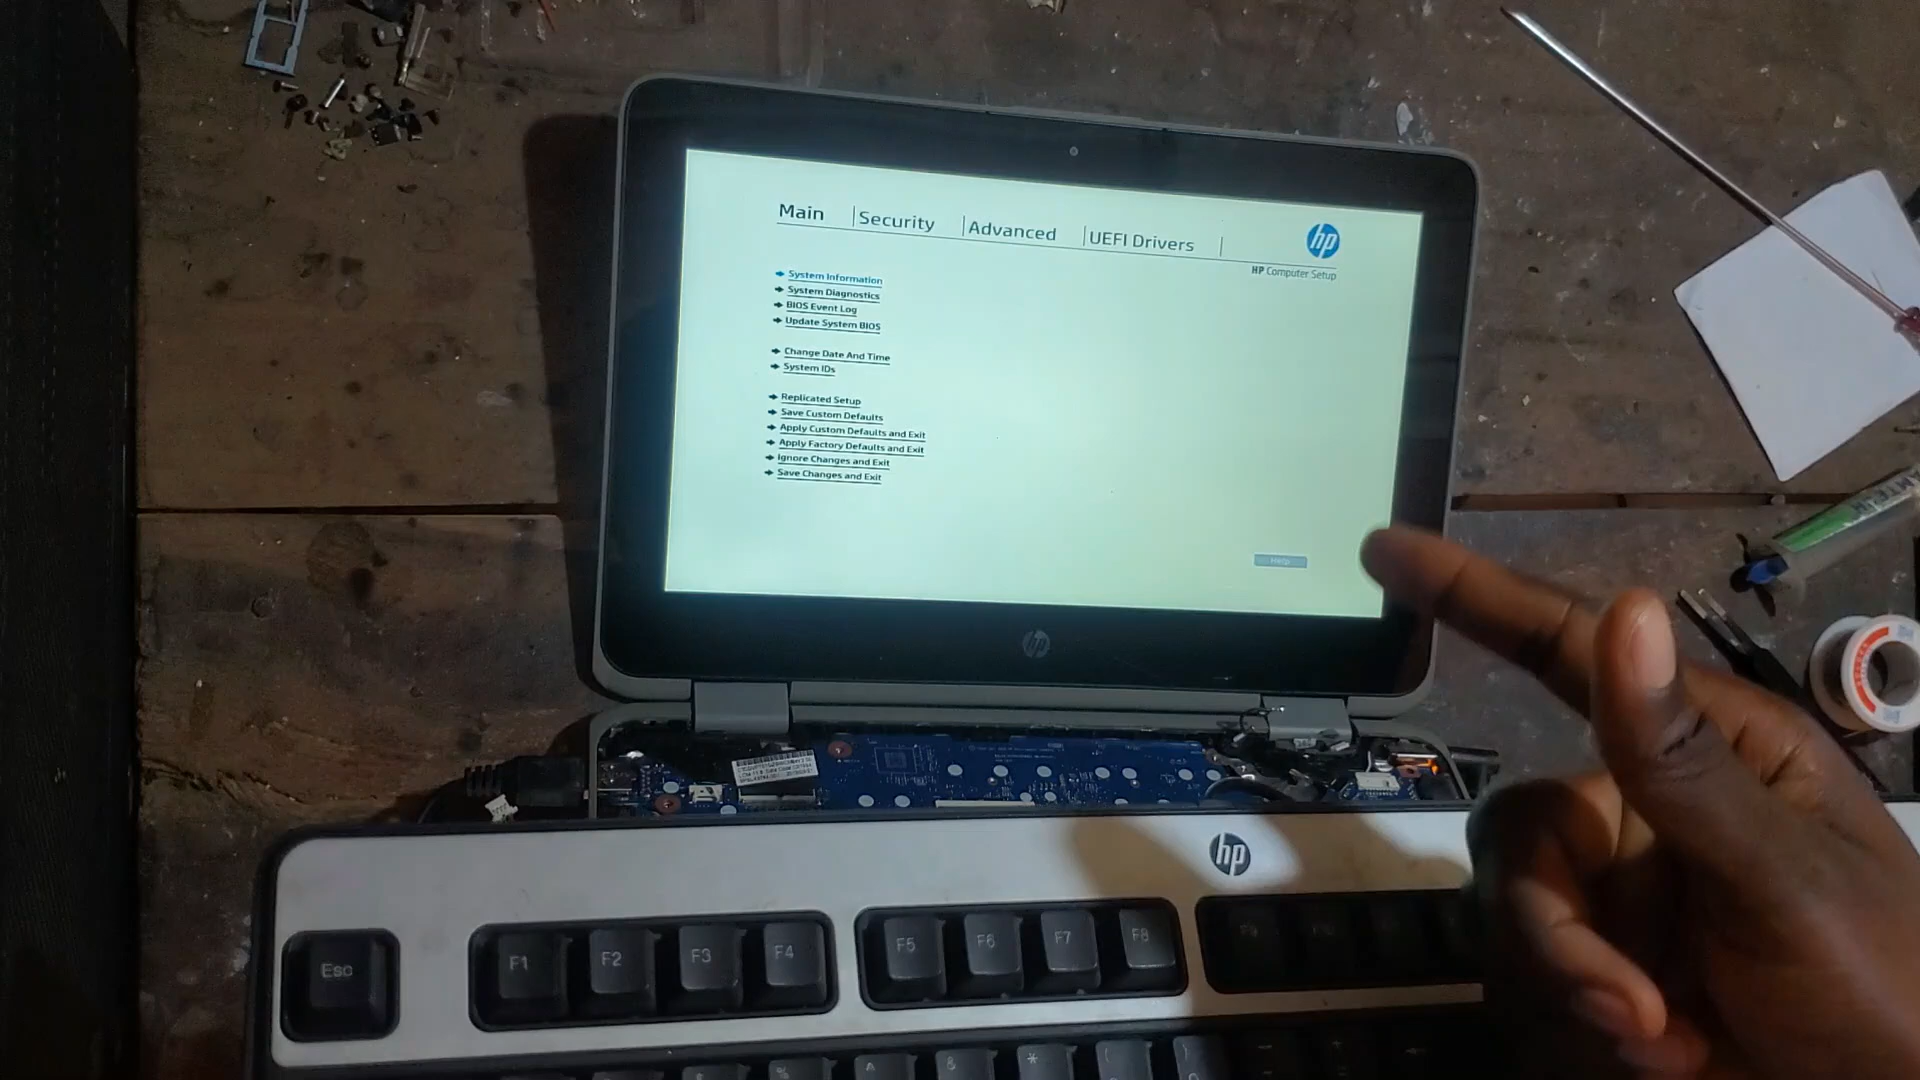 Main
Security
Advanced
UEFI Drivers
hp
HP Computer Setup
System Information
System Diagnostics
BIOS Event Log
Update System BIOS
Change Date And Time
System IDs
Replicated Setup
Save Custom Defaults
Apply Custom Defaults and Exit
Apply Factory Defaults and Exit
Ignore Changes and Exit
Save Changes and Exit
Help
hp
hp
Esc
F1
F2
F3
F4
F5
F6
F7
F8
F9
F10
%
^
&
*
(
)